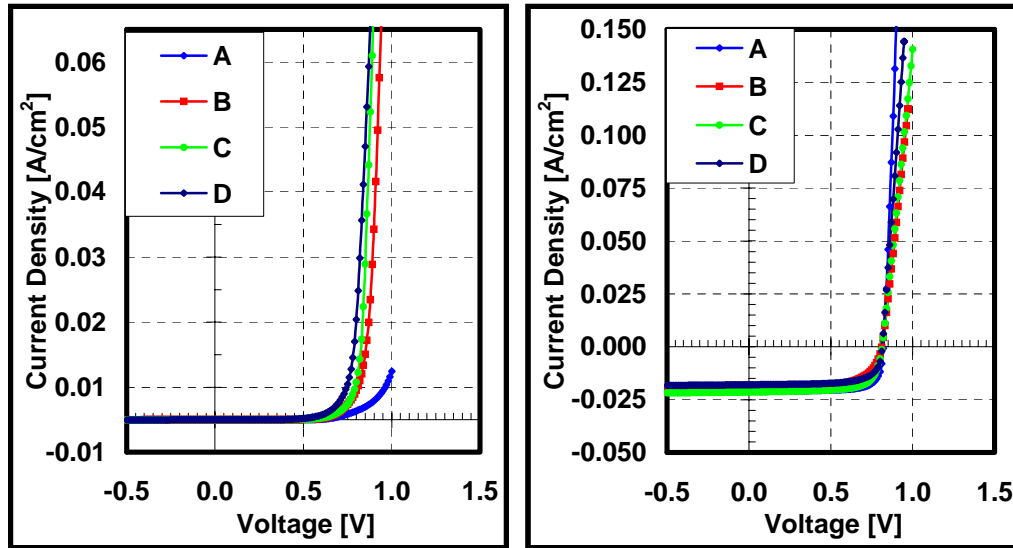 0.06
0.05
0.04
0.03
0.02
0.01
-0.01
-0.5 0.0 0.5 1.0 1.5
Voltage [V]
Current Density [A/cm²]
A
B
C
D
0.150
0.125
0.100
0.075
0.050
0.025
0.000
-0.025
-0.050
-0.5 0.0 0.5 1.0 1.5
Voltage [V]
Current Density [A/cm²]
A
B
C
D